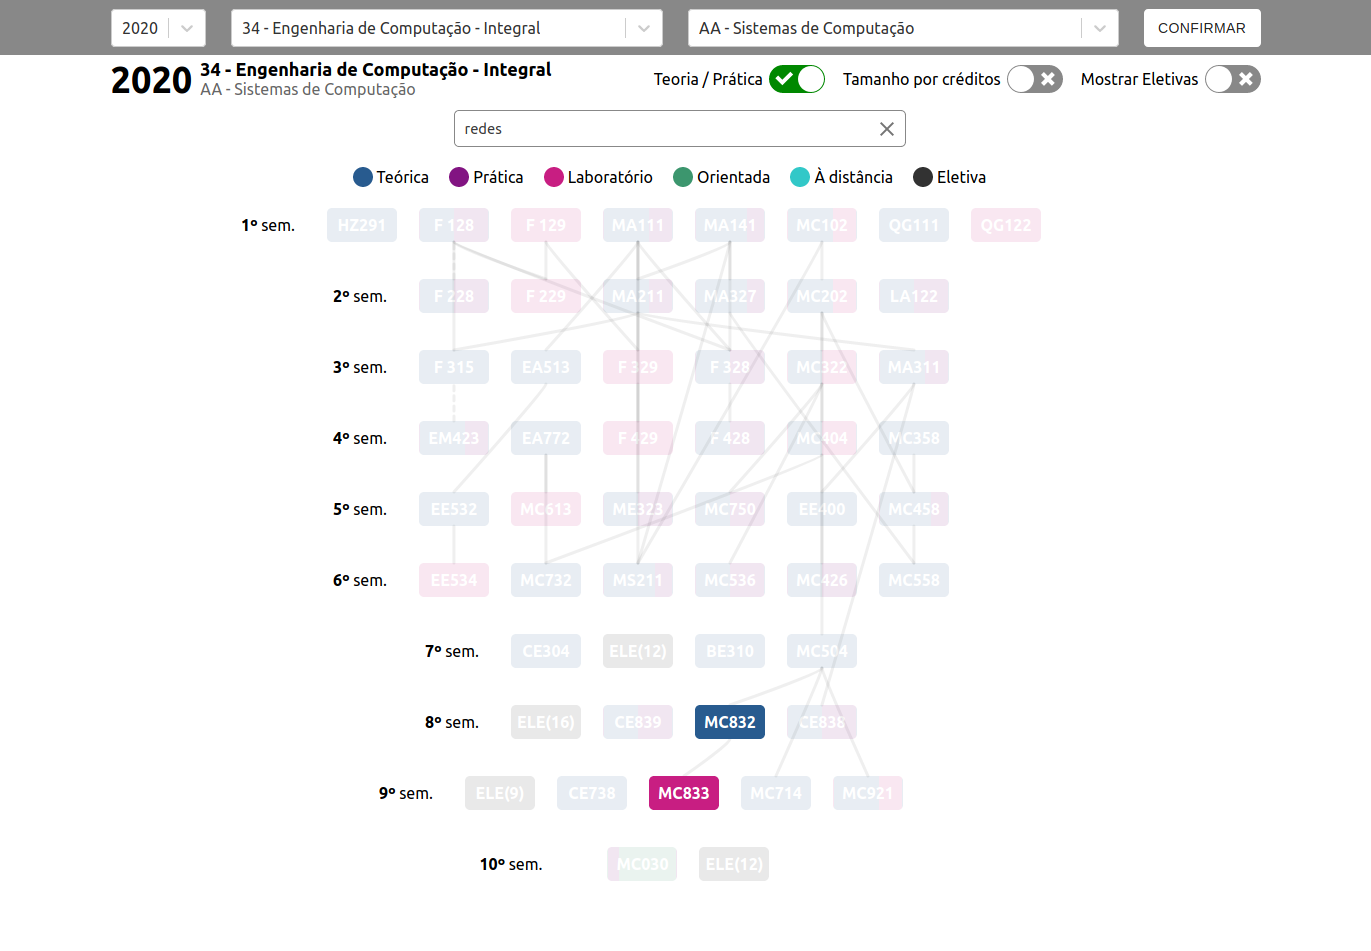 2020 34 - Engenharia de Computação - Integral AA - Sistemas de Computação CONFIRMAR
2020 34 - Engenharia de Computação - Integral
AA - Sistemas de Computação
Teoria / Prática Tamanho por créditos Mostrar Eletivas
redes
Teórica Prática Laboratório Orientada À distância Eletiva
1º sem. HZ291 F 128 F 129 MA111 MA141 MC102 QG111 QG122
2º sem. F 228 F 229 MA211 MA327 MC202 LA122
3º sem. F 315 EA513 F 329 F 328 MC322 MA311
4º sem. EM423 EA772 F 429 F 428 MC404 MC358
5º sem. EE532 MC613 ME323 MC750 EE400 MC458
6º sem. EE534 MC732 MS211 MC536 MC426 MC558
7º sem. CE304 ELE(12) BE310 MC504
8º sem. ELE(16) CE839 MC832 CE838
9º sem. ELE(9) CE738 MC833 MC714 MC921
10º sem. MC030 ELE(12)